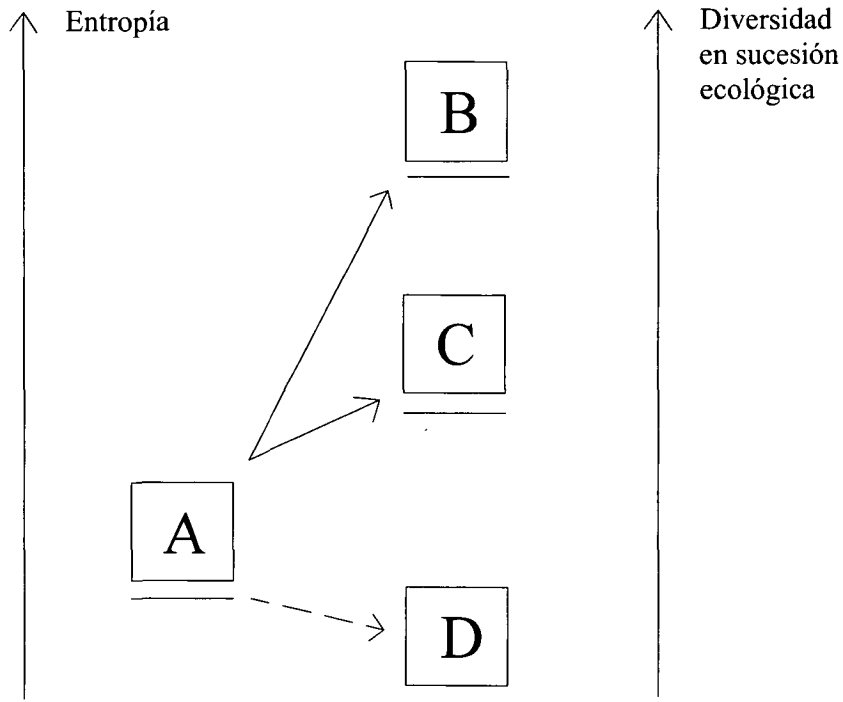 Entropía
Diversidad
en sucesión
ecológica
B
C
A
D